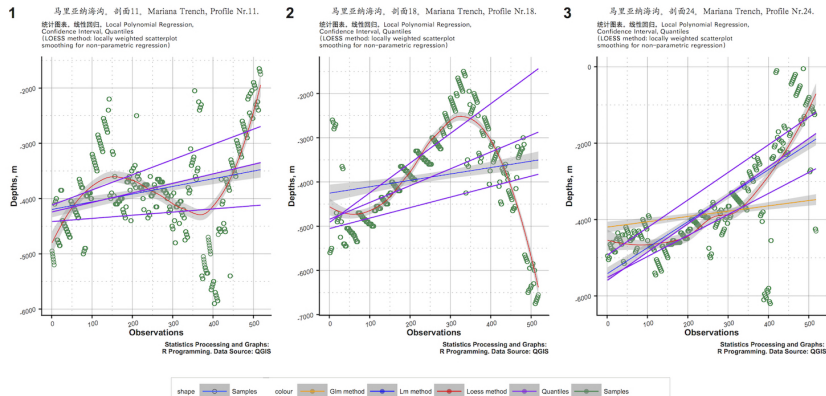 1
马里亚纳海沟，剖面11，Mariana Trench, Profile Nr.11.
统计图表，线性回归，Local Polynomial Regression,
Confidence Interval, Quantiles
(LOESS method: locally weighted scatterplot
smoothing for non-parametric regression)
Depths, m
-2000
-3000
-4000
-5000
-6000
0 100 200 300 400 500
Observations
Statistics Processing and Graphs:
R Programming. Data Source: QGIS
2
马里亚纳海沟，剖面18，Mariana Trench, Profile Nr.18.
统计图表，线性回归，Local Polynomial Regression,
Confidence Interval, Quantiles
(LOESS method: locally weighted scatterplot
smoothing for non-parametric regression)
Depths, m
-2000
-3000
-4000
-5000
-6000
-7000
0 100 200 300 400 500
Observations
Statistics Processing and Graphs:
R Programming. Data Source: QGIS
3
马里亚纳海沟，剖面24，Mariana Trench, Profile Nr.24.
统计图表，线性回归，Local Polynomial Regression,
Confidence Interval, Quantiles
(LOESS method: locally weighted scatterplot
smoothing for non-parametric regression)
Depths, m
0
-2000
-4000
-6000
0 100 200 300 400 500
Observations
Statistics Processing and Graphs:
R Programming. Data Source: QGIS
shape Samples colour Glm method Lm method Loess method Quantiles Samples